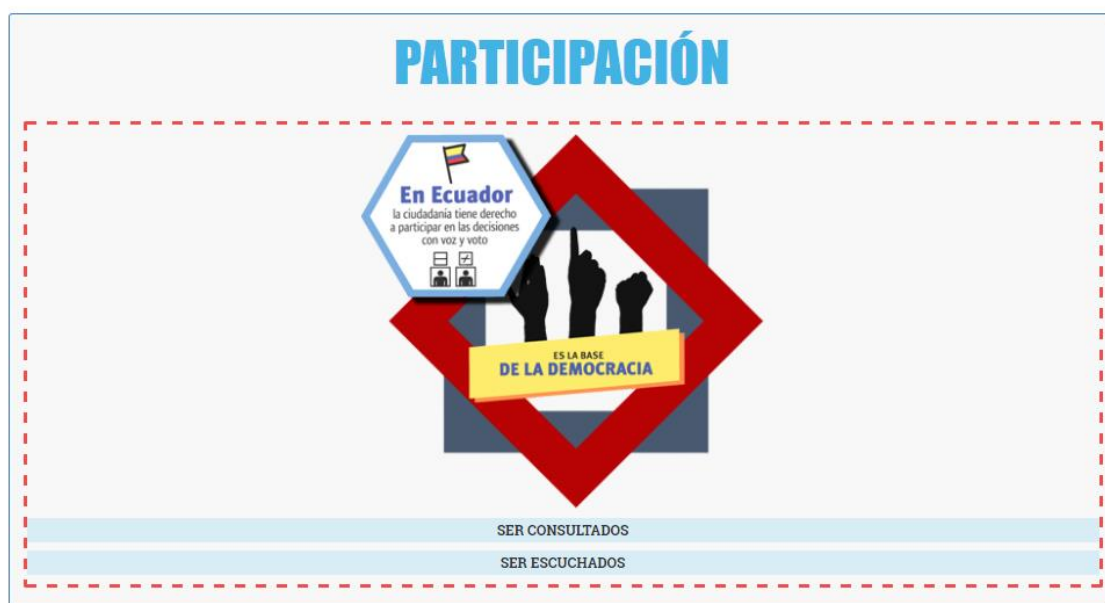 PARTICIPACIÓN
En Ecuador
la ciudadanía tiene derecho
a participar en las decisiones
con voz y voto
ES LA BASE
DE LA DEMOCRACIA
SER CONSULTADOS
SER ESCUCHADOS